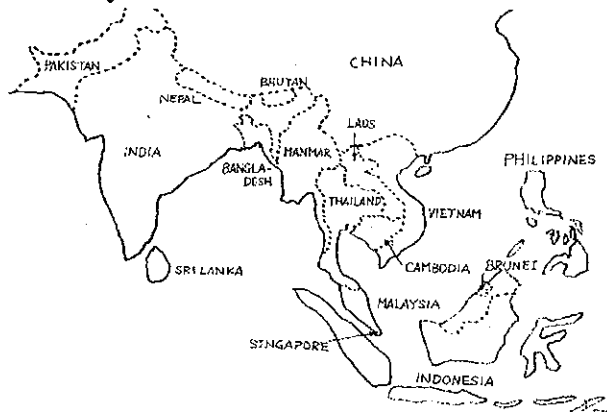 CHINA
PAKISTAN
BHUTAN
NEPAL
LAOS
INDIA
MANMAR
PHILIPPINES
BANGLA-
DESH
THAILAND
VIETNAM
CAMBODIA
BRUNEI
SRI LANKA
MALAYSIA
SINGAPORE
INDONESIA